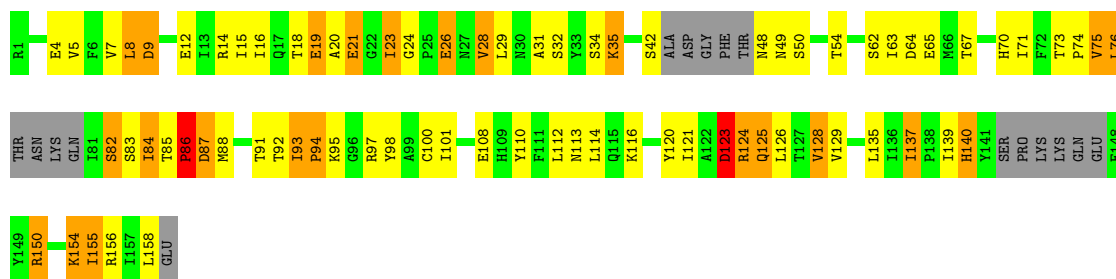 R1 E4 V5 F6 V7 L8 D9 E12 I13 R14 I15 I16 Q17 T18 E19 A20 E21 G22 I23 G24 P25 E26 N27 V28 L29 N30 A31 S32 Y33 S34 K35 S42 ALA ASP GLY PHE THR N48 N49 S50 T54 S62 I63 D64 E65 M66 T67 H70 I71 F72 T73 P74 V75
THR ASN LYS GLN I81 S82 S83 I84 T85 P86 D87 M88 T91 T92 I93 P94 K95 G96 R97 Y98 A99 C100 I101 E108 H109 Y110 F111 L112 N113 L114 Q115 K116 Y120 I121 A122 D123 R124 Q125 L126 T127 V128 V129 L135 I136 I137 P138 I139 H140 Y141 SER PRO LYS LYS GLN GLU
Y149 R150 K154 I155 R156 I157 L158 GLU